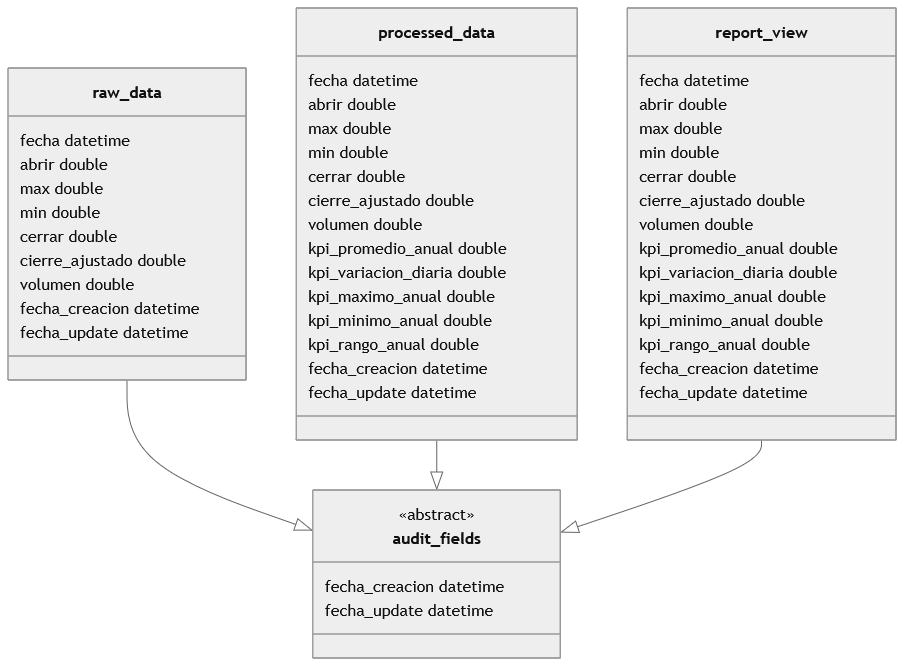 raw_data
fecha datetime
abrir double
max double
min double
cerrar double
cierre_ajustado double
volumen double
fecha_creacion datetime
fecha_update datetime
processed_data
fecha datetime
abrir double
max double
min double
cerrar double
cierre_ajustado double
volumen double
kpi_promedio_anual double
kpi_variacion_diaria double
kpi_maximo_anual double
kpi_minimo_anual double
kpi_rango_anual double
fecha_creacion datetime
fecha_update datetime
report_view
fecha datetime
abrir double
max double
min double
cerrar double
cierre_ajustado double
volumen double
kpi_promedio_anual double
kpi_variacion_diaria double
kpi_maximo_anual double
kpi_minimo_anual double
kpi_rango_anual double
fecha_creacion datetime
fecha_update datetime
«abstract»
audit_fields
fecha_creacion datetime
fecha_update datetime